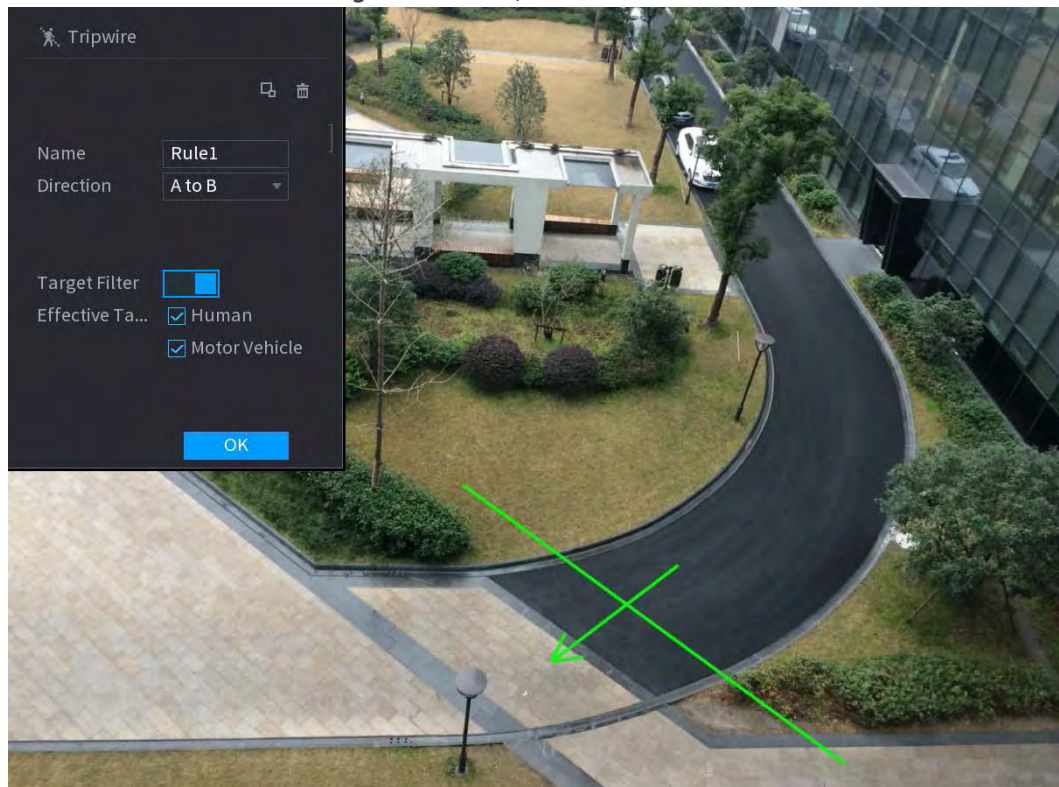 Tripwire
Name Rule1
Direction A to B
Target Filter
Effective Ta... Human
Motor Vehicle
OK